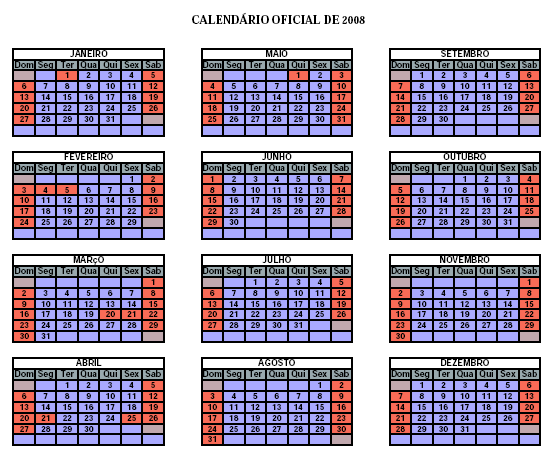 CALENDÁRIO OFICIAL DE 2008
JANEIRO
Dom Seg Ter Qua Qui Sex Sab
1 2 3 4 5
6 7 8 9 10 11 12
13 14 15 16 17 18 19
20 21 22 23 24 25 26
27 28 29 30 31
FEVEREIRO
Dom Seg Ter Qua Qui Sex Sab
1 2
3 4 5 6 7 8 9
10 11 12 13 14 15 16
17 18 19 20 21 22 23
24 25 26 27 28 29
MARçO
Dom Seg Ter Qua Qui Sex Sab
1
2 3 4 5 6 7 8
9 10 11 12 13 14 15
16 17 18 19 20 21 22
23 24 25 26 27 28 29
30 31
ABRIL
Dom Seg Ter Qua Qui Sex Sab
1 2 3 4 5
6 7 8 9 10 11 12
13 14 15 16 17 18 19
20 21 22 23 24 25 26
27 28 29 30
MAIO
Dom Seg Ter Qua Qui Sex Sab
1 2 3
4 5 6 7 8 9 10
11 12 13 14 15 16 17
18 19 20 21 22 23 24
25 26 27 28 29 30 31
JUNHO
Dom Seg Ter Qua Qui Sex Sab
1 2 3 4 5 6 7
8 9 10 11 12 13 14
15 16 17 18 19 20 21
22 23 24 25 26 27 28
29 30
JULHO
Dom Seg Ter Qua Qui Sex Sab
1 2 3 4 5
6 7 8 9 10 11 12
13 14 15 16 17 18 19
20 21 22 23 24 25 26
27 28 29 30 31
AGOSTO
Dom Seg Ter Qua Qui Sex Sab
1 2
3 4 5 6 7 8 9
10 11 12 13 14 15 16
17 18 19 20 21 22 23
24 25 26 27 28 29 30
31
SETEMBRO
Dom Seg Ter Qua Qui Sex Sab
1 2 3 4 5 6
7 8 9 10 11 12 13
14 15 16 17 18 19 20
21 22 23 24 25 26 27
28 29 30
OUTUBRO
Dom Seg Ter Qua Qui Sex Sab
1 2 3 4
5 6 7 8 9 10 11
12 13 14 15 16 17 18
19 20 21 22 23 24 25
26 27 28 29 30 31
NOVEMBRO
Dom Seg Ter Qua Qui Sex Sab
1
2 3 4 5 6 7 8
9 10 11 12 13 14 15
16 17 18 19 20 21 22
23 24 25 26 27 28 29
30
DEZEMBRO
Dom Seg Ter Qua Qui Sex Sab
1 2 3 4 5 6
7 8 9 10 11 12 13
14 15 16 17 18 19 20
21 22 23 24 25 26 27
28 29 30 31